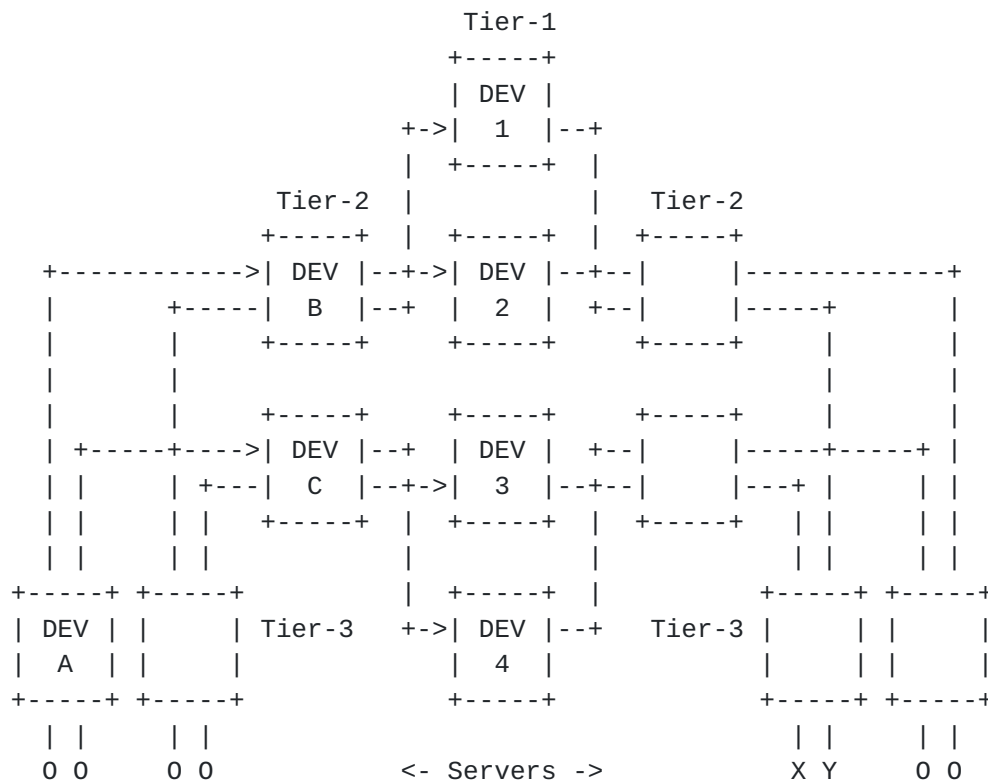 Tier-1
DEV
1
Tier-2 Tier-2
DEV DEV
B 2
DEV DEV
C 3
DEV Tier-3 DEV Tier-3
A 4
O O O O <- Servers -> X Y O O